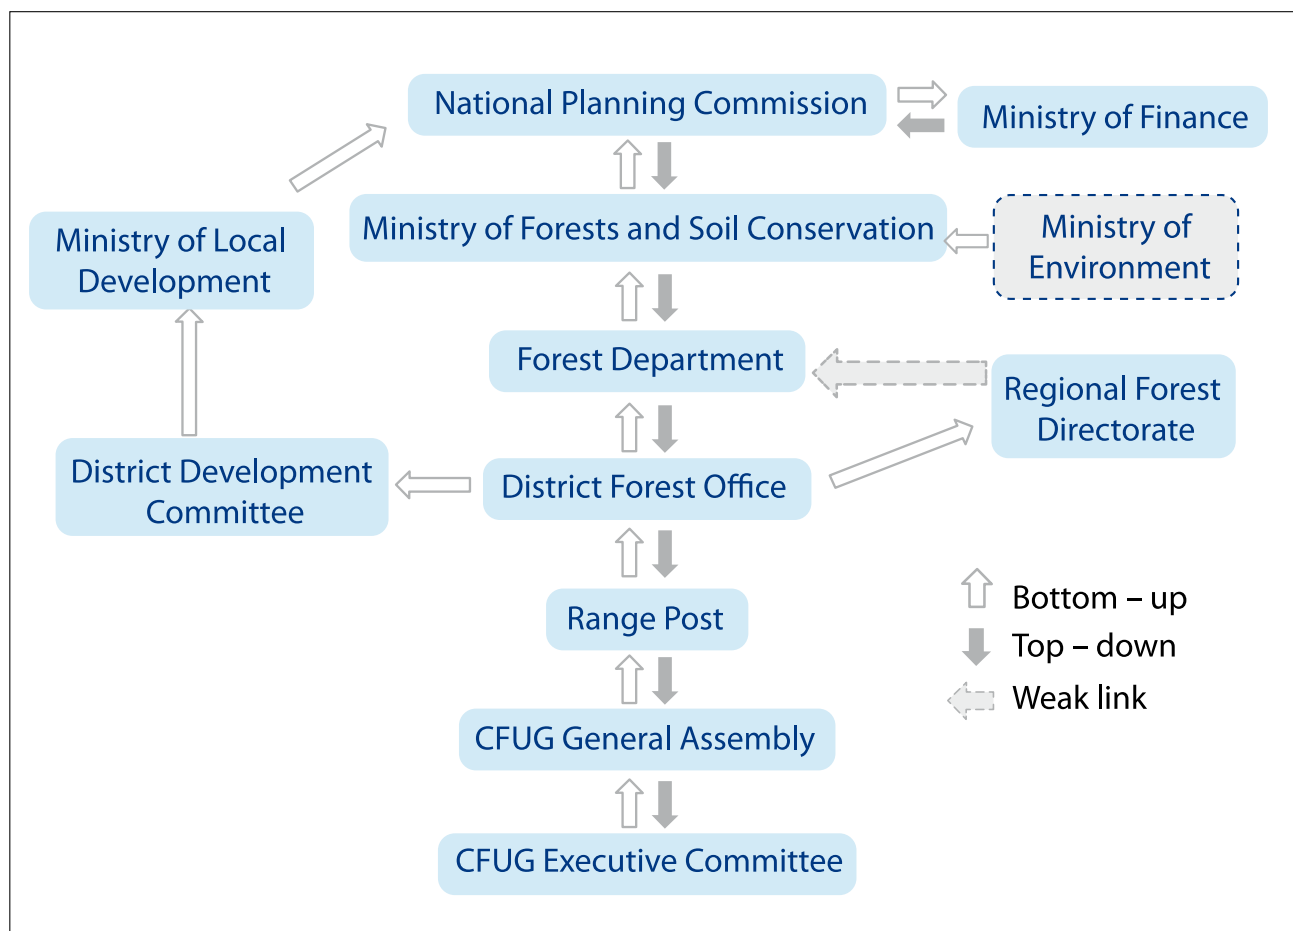 National Planning Commission
Ministry of Finance
Ministry of Forests and Soil Conservation
Ministry of Local
Development
Ministry of
Environment
Forest Department
Regional Forest
Directorate
District Development
Committee
District Forest Office
Range Post
CFUG General Assembly
CFUG Executive Committee
Bottom – up
Top – down
Weak link